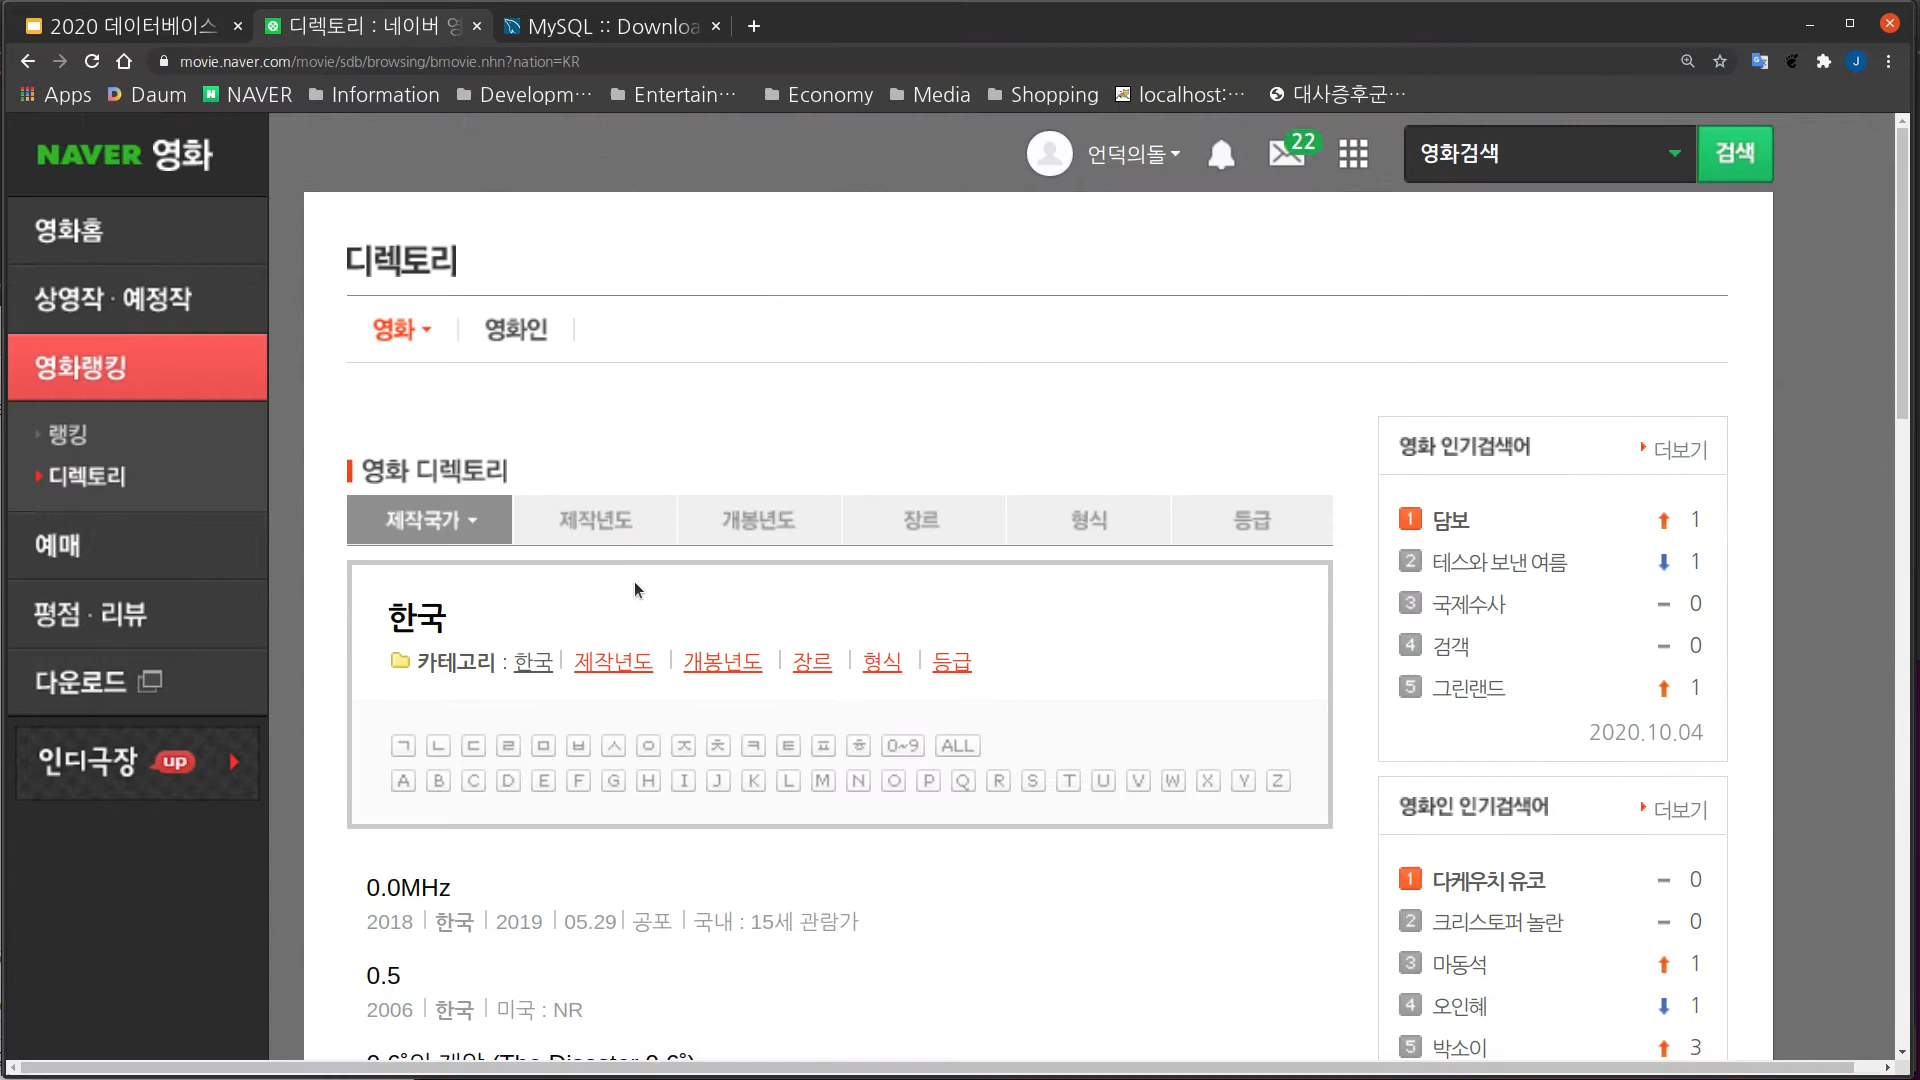 2020 데이터베이스
디렉토리 : 네이버 영
MySQL :: Downloa
movie.naver.com/movie/sdb/browsing/bmovie.nhn?nation=KR
J
Apps Daum NAVER Information Developm… Entertain… Economy Media Shopping localhost:… 대사증후군…
NAVER 영화
언덕의돌
22
영화검색
검색
영화홈
상영작 · 예정작
영화랭킹
랭킹
디렉토리
예매
평점 · 리뷰
다운로드
인디극장 up
디렉토리
영화
영화인
영화 디렉토리
제작국가 제작년도 개봉년도 장르 형식 등급
한국
카테고리 : 한국 | 제작년도 | 개봉년도 | 장르 | 형식 | 등급
ㄱ ㄴ ㄷ ㄹ ㅁ ㅂ ㅅ ㅇ ㅈ ㅊ ㅋ ㅌ ㅍ ㅎ 0~9 ALL
A B C D E F G H I J K L M N O P Q R S T U V W X Y Z
0.0MHz
2018 | 한국 | 2019 | 05.29 | 공포 | 국내 : 15세 관람가
0.5
2006 | 한국 | 미국 : NR
영화 인기검색어
더보기
1 담보 1
2 테스와 보낸 여름 1
3 국제수사 0
4 검객 0
5 그린랜드 1
2020.10.04
영화인 인기검색어
더보기
1 다케우치 유코 0
2 크리스토퍼 놀란 0
3 마동석 1
4 오인혜 1
5 박소이 3